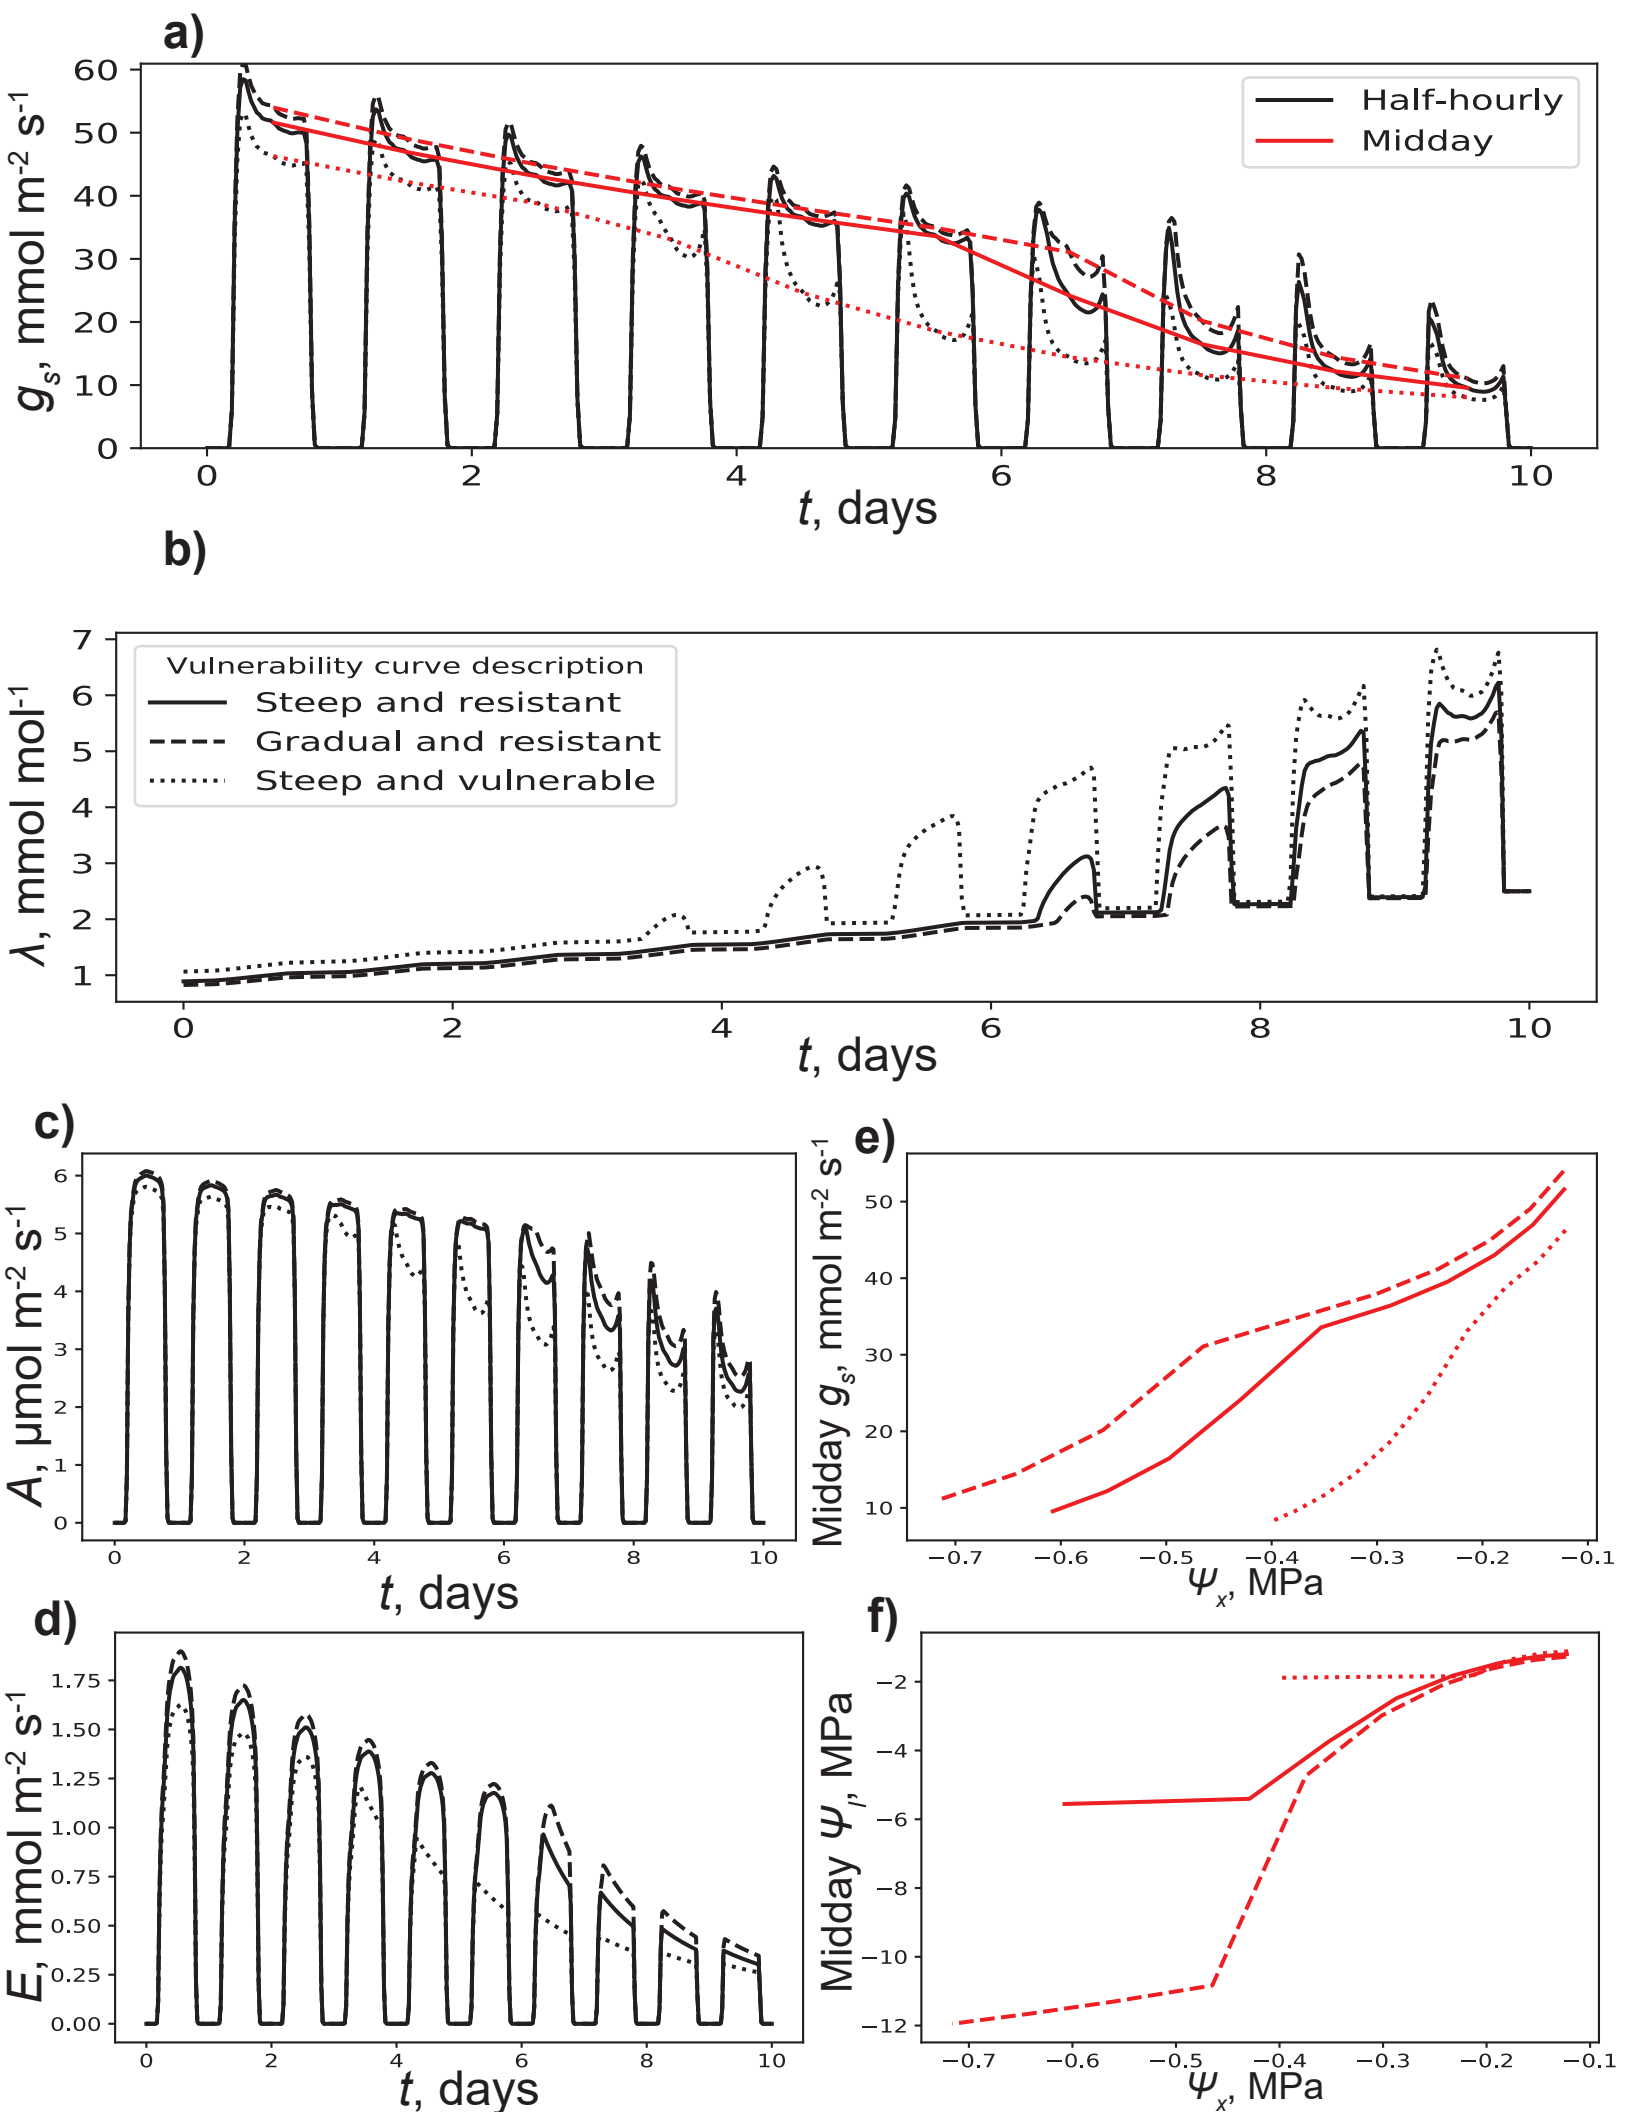 a)
gs, mmol m-2 s-1
60
50
40
30
20
10
0
Half-hourly
Midday
0 2 4 6 8 10
t, days
b)
λ, mmol mol-1
7
6
5
4
3
2
1
Vulnerability curve description
Steep and resistant
Gradual and resistant
Steep and vulnerable
0 2 4 6 8 10
t, days
c)
A, µmol m-2 s-1
6
5
4
3
2
1
0
0 2 4 6 8 10
t, days
e)
Midday gs, mmol m-2 s-1
50
40
30
20
10
−0.7 −0.6 −0.5 −0.4 −0.3 −0.2 −0.1
Ψx, MPa
d)
E, mmol m-2 s-1
1.75
1.50
1.25
1.00
0.75
0.50
0.25
0.00
0 2 4 6 8 10
t, days
f)
Midday Ψl, MPa
−2
−4
−6
−8
−10
−12
−0.7 −0.6 −0.5 −0.4 −0.3 −0.2 −0.1
Ψx, MPa